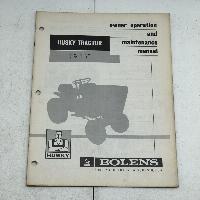 owner operation
and
maintenance
manual
HUSKY TRACTOR
HUSKY
BOLENS